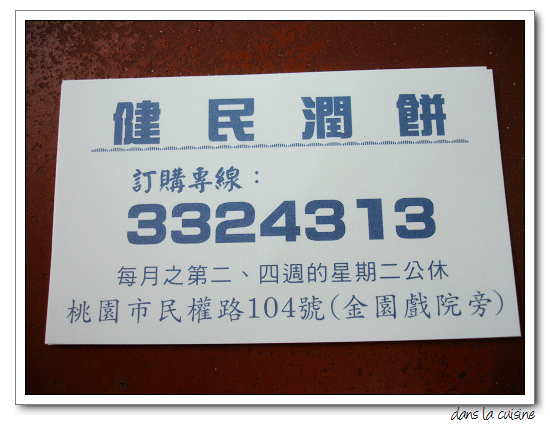 健民潤餅
訂購專線：
3324313
每月之第二、四週的星期二公休
桃園市民權路104號(金園戲院旁)
dans la cuisine